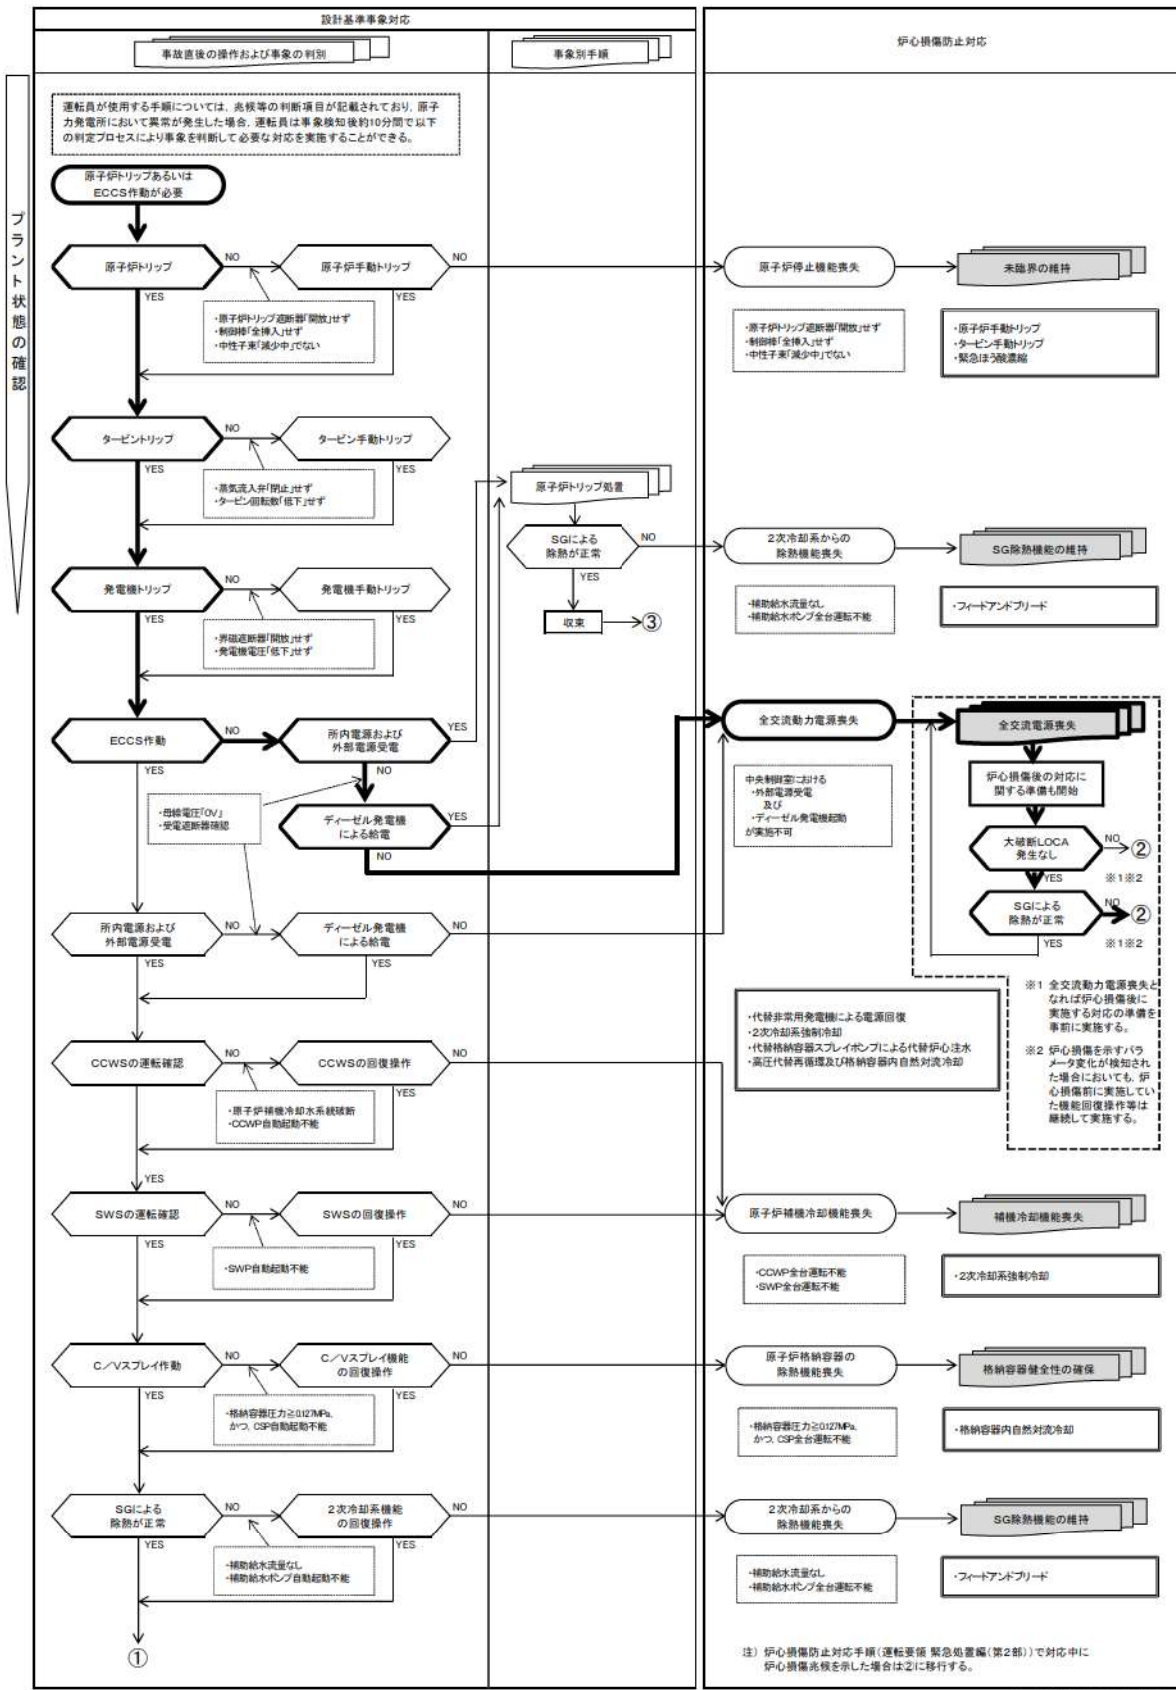 設計基準事象対応
事故直後の操作および事象の判別
事象別手順
炉心損傷防止対応
プラント状態の確認
運転員が使用する手順については、兆候等の判断項目が記載されており、原子
力発電所において異常が発生した場合、運転員は事象検知後約10分間で以下
の判定プロセスにより事象を判断して必要な対応を実施することができる。
原子炉トリップあるいは
ECCS作動が必要
原子炉トリップ
NO
原子炉手動トリップ
NO
原子炉停止機能喪失
未臨界の維持
YES
YES
・原子炉トリップ遮断器「開放」せず
・制御棒「全挿入」せず
・中性子束「減少中」でない
・原子炉トリップ遮断器「開放」せず
・制御棒「全挿入」せず
・中性子束「減少中」でない
・原子炉手動トリップ
・タービン手動トリップ
・緊急ほう酸濃縮
タービントリップ
NO
タービン手動トリップ
YES
YES
・蒸気流入弁「閉止」せず
・タービン回転数「低下」せず
原子炉トリップ処置
SGによる
除熱が正常
NO
YES
収束
③
2次冷却系からの
除熱機能喪失
SG除熱機能の維持
・補助給水流量なし
・補助給水ポンプ全台運転不能
・フィードアンドブリード
発電機トリップ
NO
発電機手動トリップ
YES
YES
・界磁遮断器「開放」せず
・発電機電圧「低下」せず
ECCS作動
NO
所内電源および
外部電源受電
YES
YES
NO
・母線電圧「0V」
・受電遮断器確認
ディーゼル発電機
による給電
YES
NO
全交流動力電源喪失
全交流電源喪失
中央制御室における
・外部電源受電
及び
・ディーゼル発電機起動
が実施不可
炉心損傷後の対応に
関する準備も開始
大破断LOCA
発生なし
NO
②
YES
※1※2
SGによる
除熱が正常
NO
②
YES
※1※2
所内電源および
外部電源受電
NO
ディーゼル発電機
による給電
NO
YES
YES
※1 全交流動力電源喪失と
なれば炉心損傷後に
実施する対応の準備を
事前に実施する。
※2 炉心損傷を示すパラ
メータ変化が検知され
た場合においても、炉
心損傷前に実施してい
た機能回復操作等は
継続して実施する。
・代替非常用発電機による電源回復
・2次冷却系強制冷却
・代替格納容器スプレイポンプによる代替炉心注水
・高圧代替再循環及び格納容器内自然対流冷却
CCWSの運転確認
NO
CCWSの回復操作
NO
YES
・原子炉補機冷却水系統破断
・CCWP自動起動不能
YES
SWSの運転確認
NO
SWSの回復操作
NO
原子炉補機冷却機能喪失
補機冷却機能喪失
YES
YES
・SWP自動起動不能
・CCWP全台運転不能
・SWP全台運転不能
・2次冷却系強制冷却
C/Vスプレイ作動
NO
C/Vスプレイ機能
の回復操作
NO
原子炉格納容器の
除熱機能喪失
格納容器健全性の確保
YES
YES
・格納容器圧力≧0.127MPa、
かつ、CSP自動起動不能
・格納容器圧力≧0.127MPa、
かつ、CSP全台運転不能
・格納容器内自然対流冷却
SGによる
除熱が正常
NO
2次冷却系機能
の回復操作
NO
2次冷却系からの
除熱機能喪失
SG除熱機能の維持
YES
YES
・補助給水流量なし
・補助給水ポンプ自動起動不能
・補助給水流量なし
・補助給水ポンプ全台運転不能
・フィードアンドブリード
①
注) 炉心損傷防止対応手順(運転要領 緊急処置編(第2部))で対応中に
炉心損傷兆候を示した場合は②に移行する。